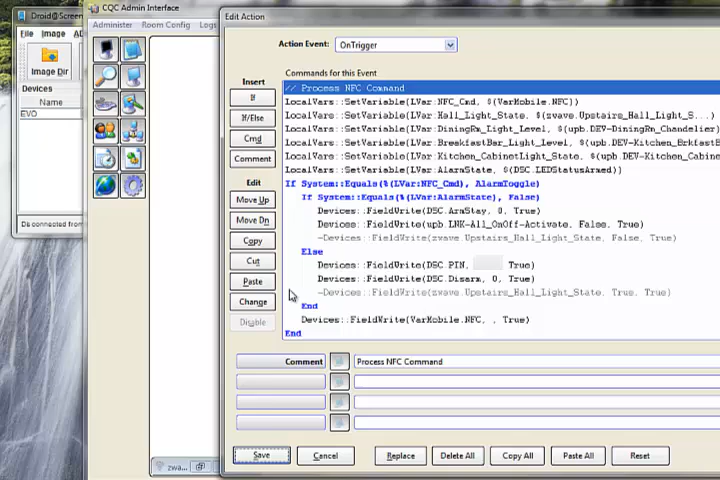 Droid@Screen
File Image AD
Image Dir
Devices
Name
EVO
Db connected from
CQC Admin Interface
Administer Room Config Logs
zwa...
Edit Action
Action Event: OnTrigger
Commands for this Event
Insert
If
If/Else
Cmd
Comment
Edit
Move Up
Move Dn
Copy
Cut
Paste
Change
Disable
// Process NFC Command
LocalVars::SetVariable(LVar:NFC_Cmd, $(VarMobile.NFC))
LocalVars::SetVariable(LVar:Hall_Light_State, $(zwave.Upstairs_Hall_Light_S...)
LocalVars::SetVariable(LVar:DiningRm_Light_Level, $(upb.DEV-DiningRn_Chandelier)
LocalVars::SetVariable(LVar:BreakfastBar_Light_Level, $(upb.DEV-Kitchen_Brkfast
LocalVars::SetVariable(LVar:Kitchen_CabinetLight_State, $(upb.DEV-Kitchen_Cabine
LocalVars::SetVariable(LVar:AlarmState, $(DSC.LEDStatusArmed))
If System::Equals(%(LVar:NFC_Cmd), AlarmToggle)
If System::Equals(%(LVar:AlarmState), False)
Devices::FieldWrite(DSC.ArmStay, 0, True)
Devices::FieldWrite(upb.LNK-All_OnOff-Activate, False, True)
~Devices::FieldWrite(zwave.Upstairs_Hall_Light_State, False, True)
Else
Devices::FieldWrite(DSC.PIN, True)
Devices::FieldWrite(DSC.Disarm, 0, True)
~Devices::FieldWrite(zwave.Upstairs_Hall_Light_State, True, True)
End
Devices::FieldWrite(VarMobile.NFC, , True)
End
Comment Process NFC Command
Save Cancel Replace Delete All Copy All Paste All Reset